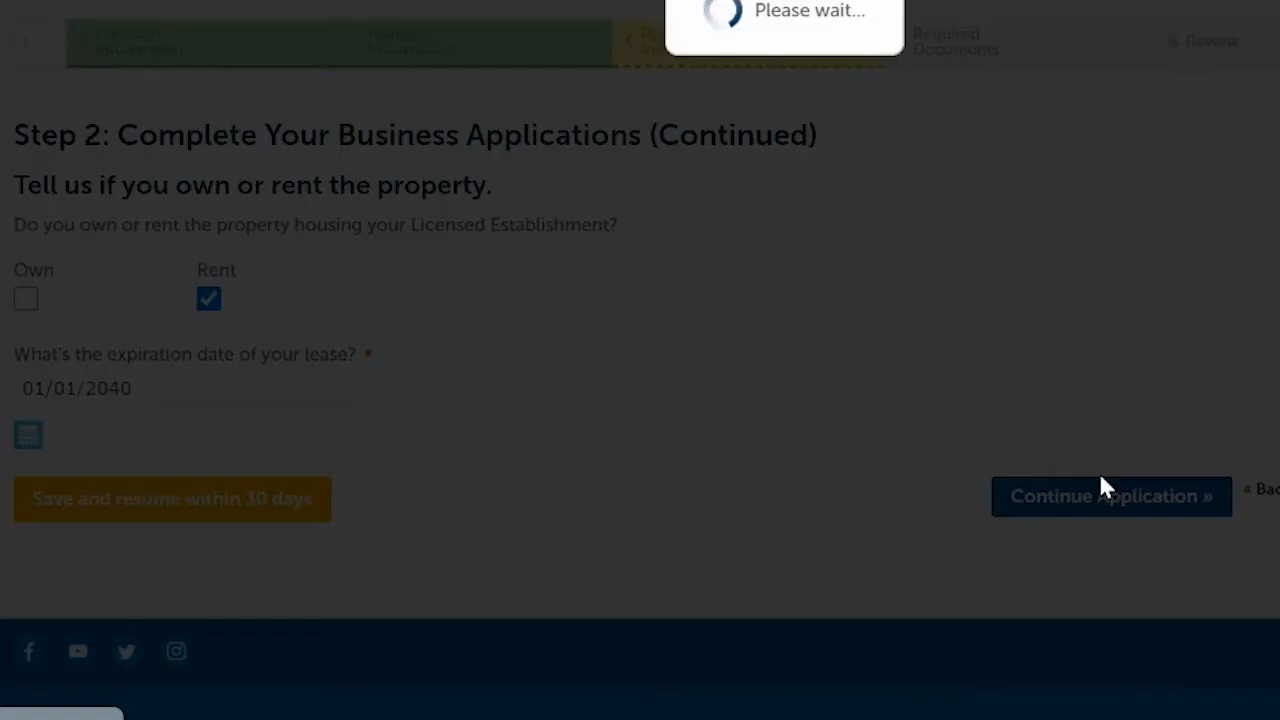 Please wait...
Required
Documents
Review
Step 2: Complete Your Business Applications (Continued)
Tell us if you own or rent the property.
Do you own or rent the property housing your Licensed Establishment?
Own
Rent
What's the expiration date of your lease? *
01/01/2040
Save and resume within 30 days
Continue Application »
«